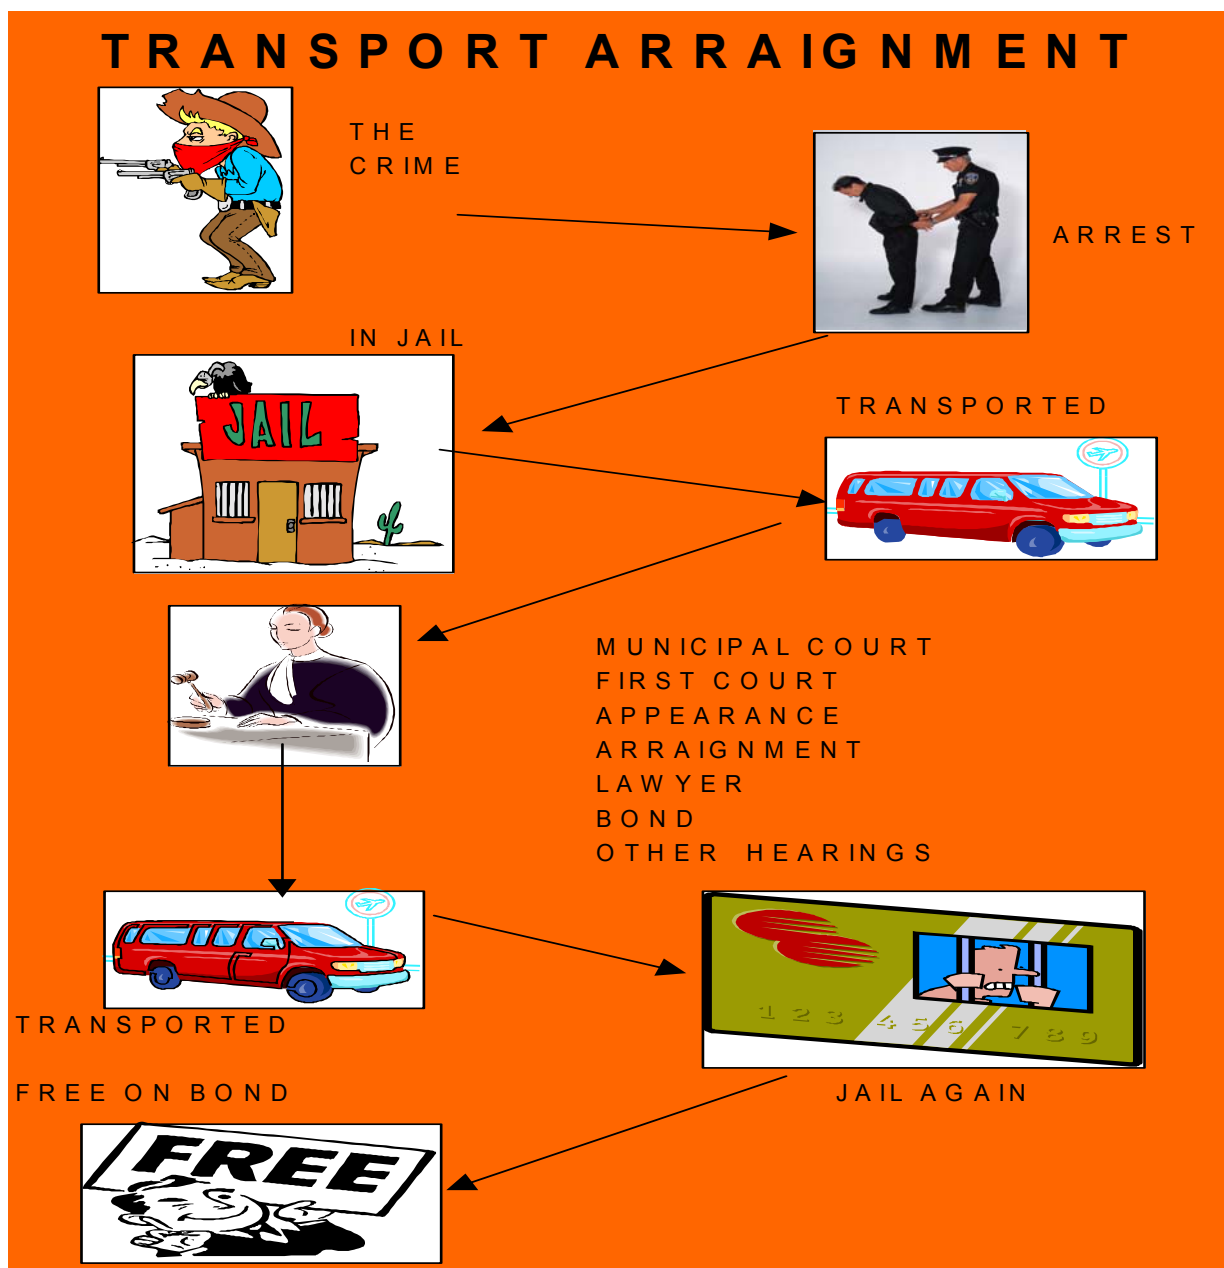 TRANSPORT ARRAIGNMENT
THE
CRIME
ARREST
IN JAIL
JAIL
TRANSPORTED
MUNICIPAL COURT
FIRST COURT
APPEARANCE
ARRAIGNMENT
LAWYER
BOND
OTHER HEARINGS
123 456 789
TRANSPORTED
FREE ON BOND
JAIL AGAIN
FREE